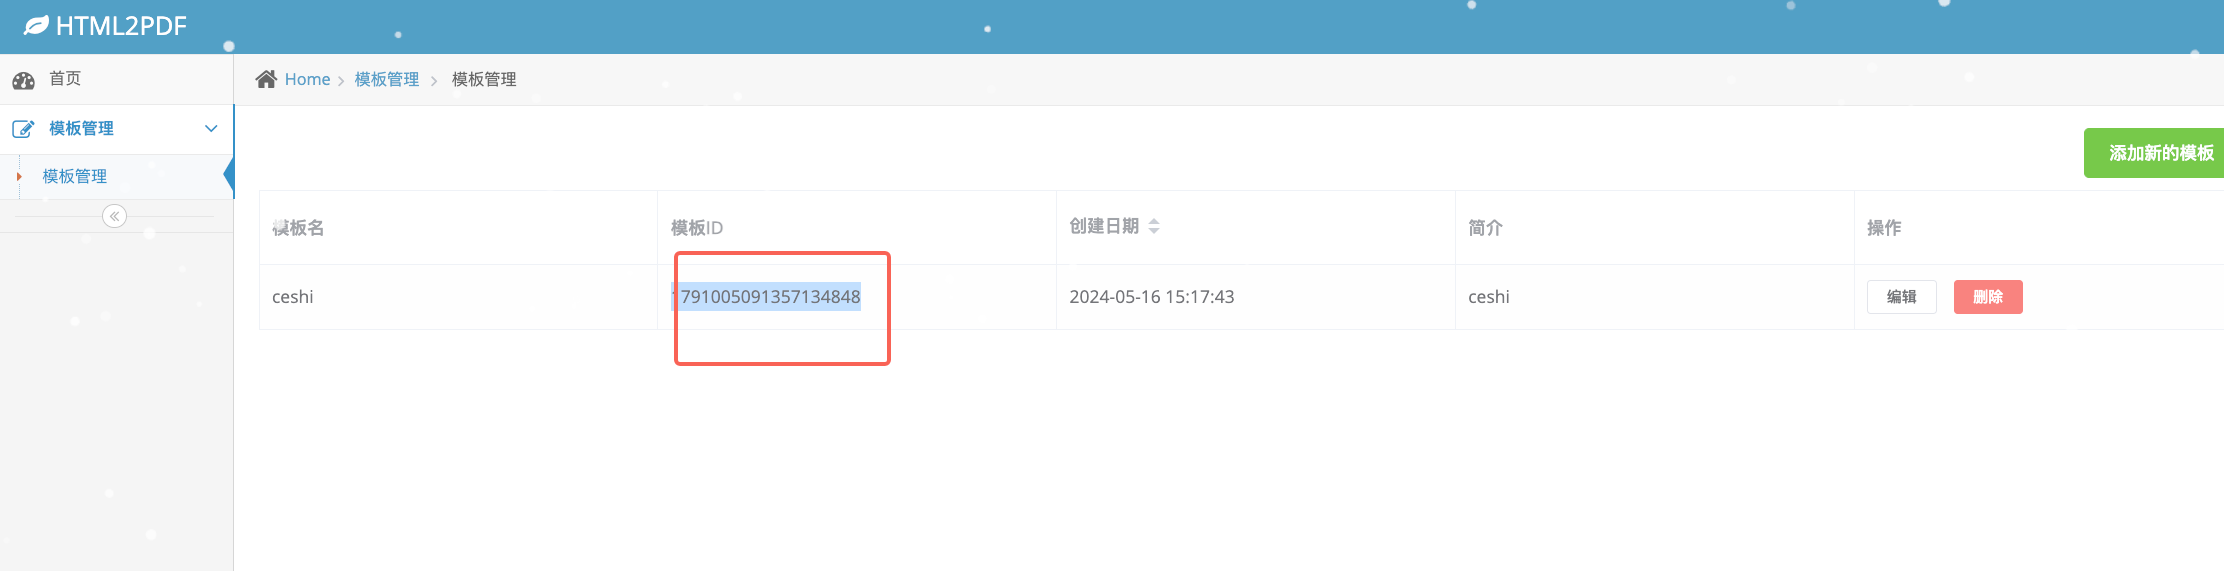 HTML2PDF
首页
Home 模板管理 模板管理
模板管理
模板管理
添加新的模板
模板名 模板ID 创建日期 简介 操作
ceshi 1791005091357134848 2024-05-16 15:17:43 ceshi 编辑 删除